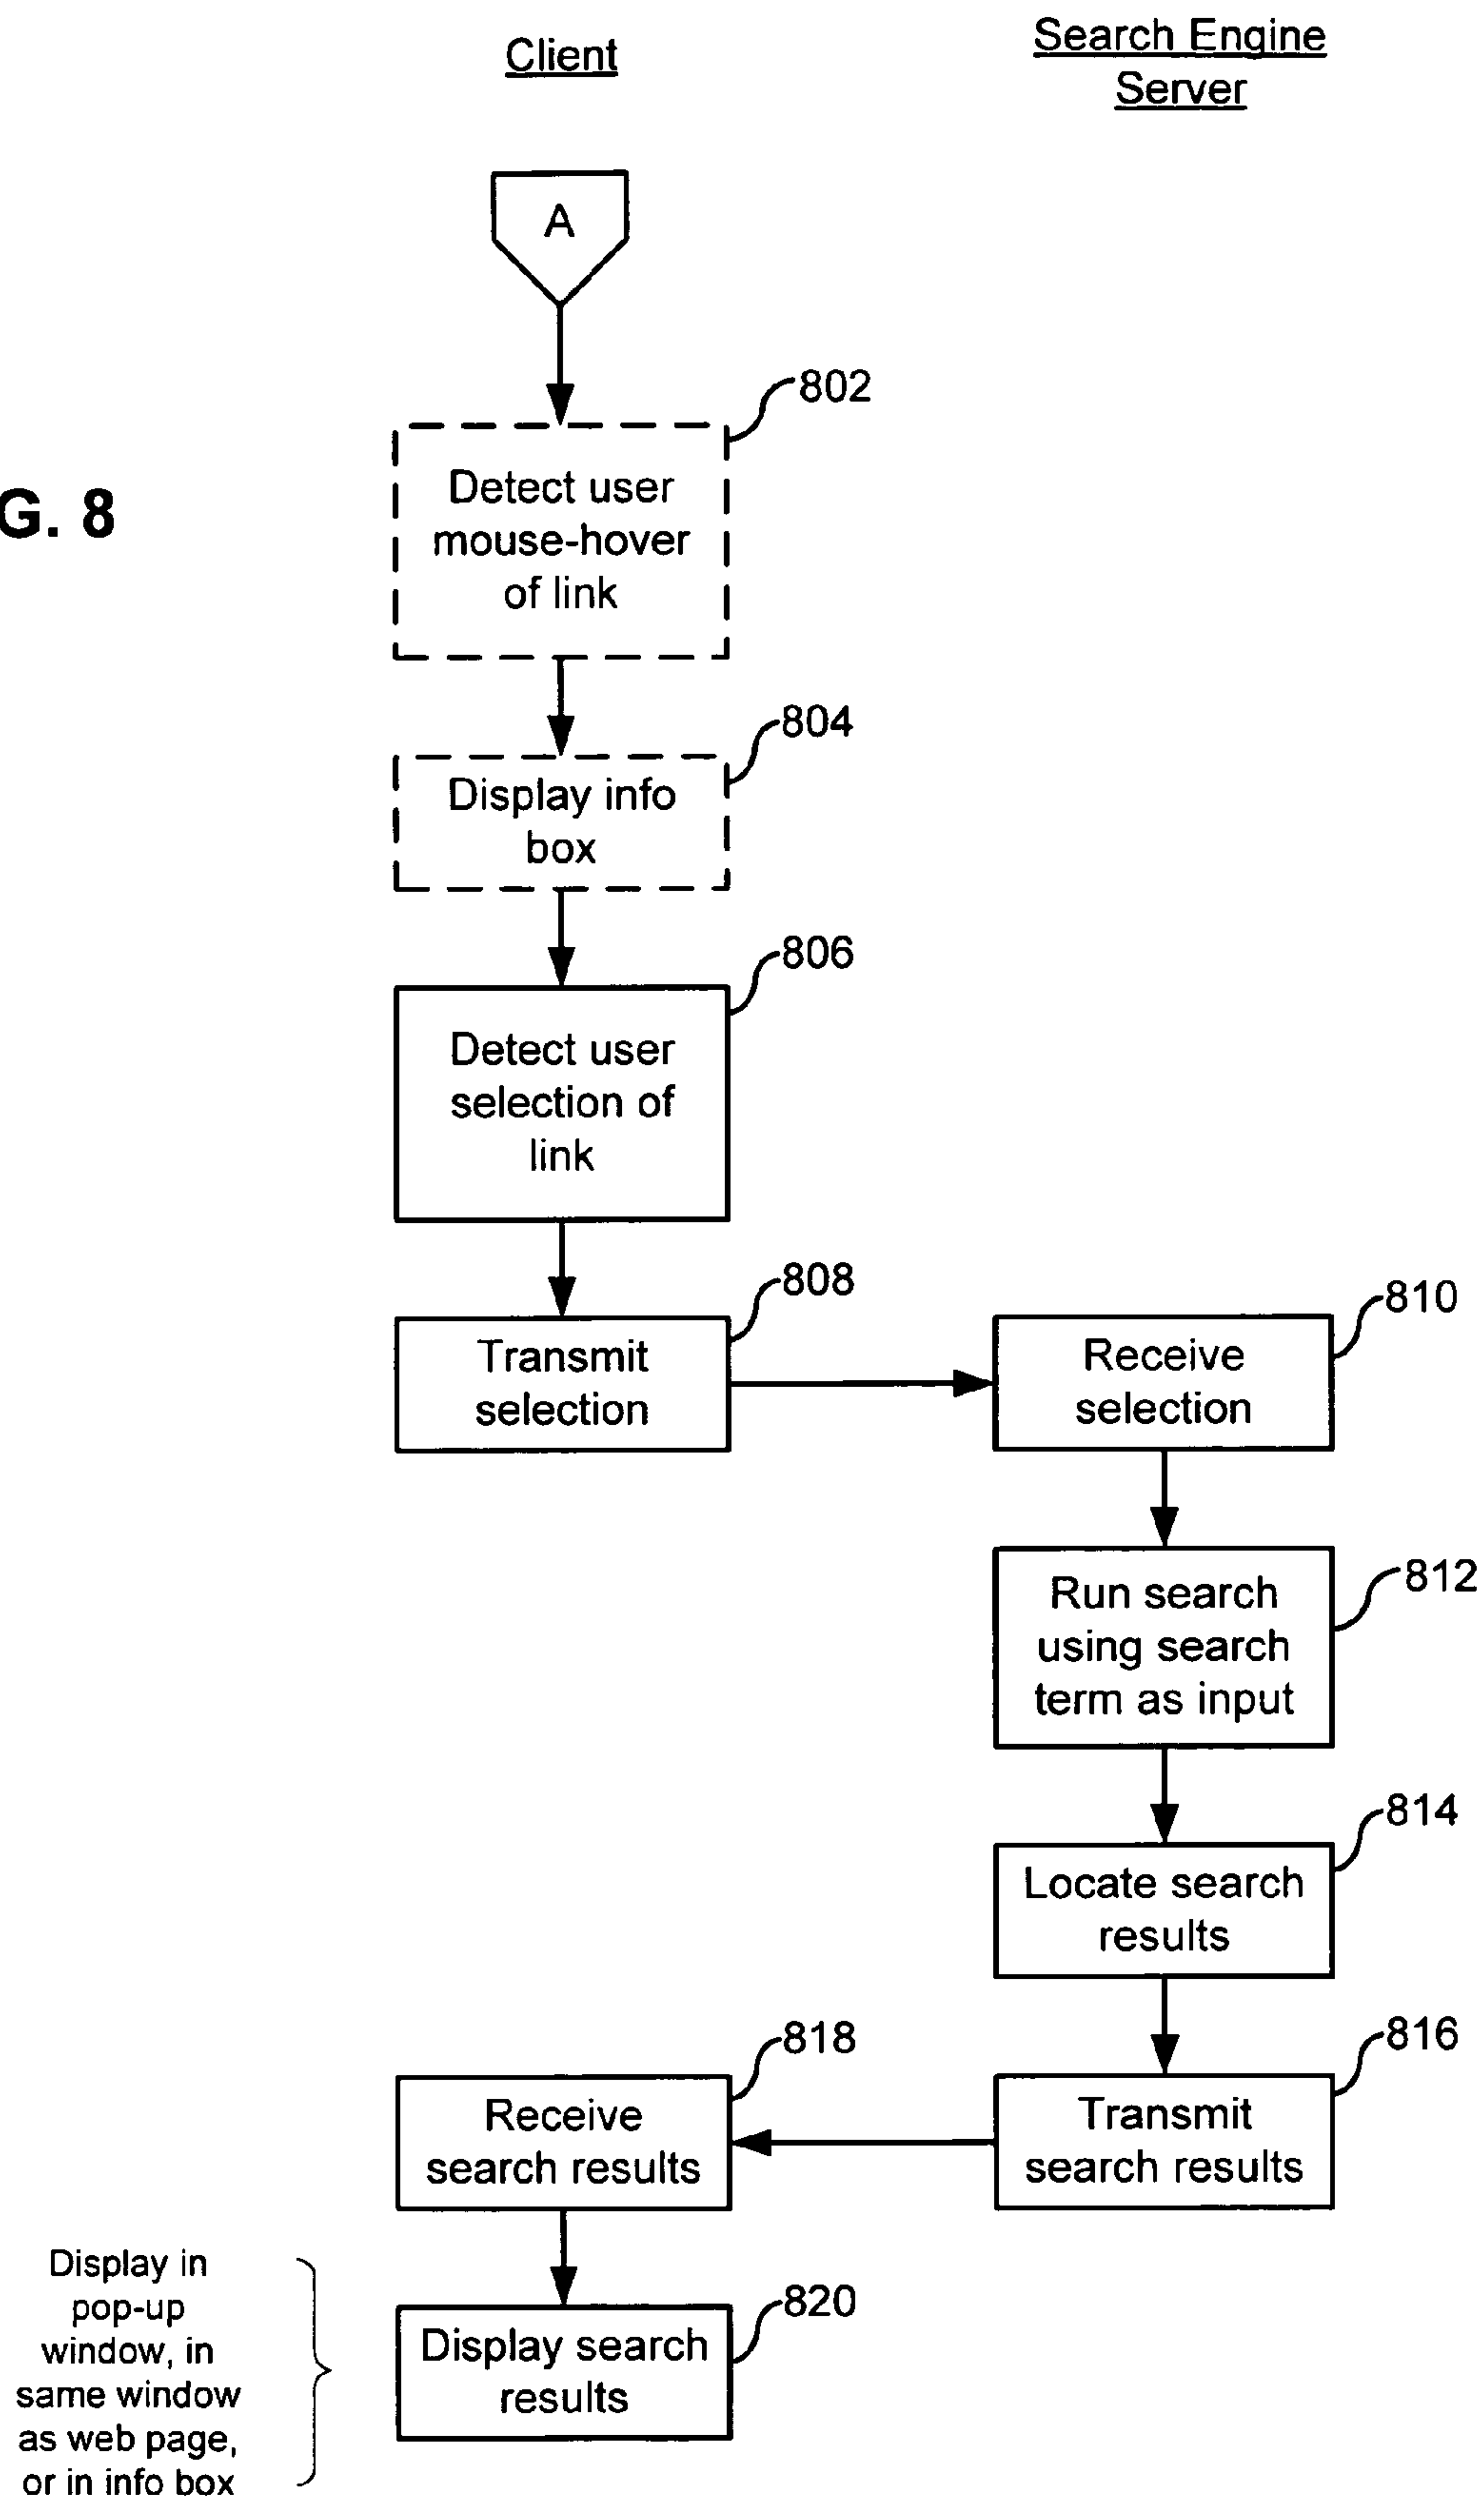 Client
Search Engine
Server
A
802
G. 8
Detect user
mouse-hover
of link
804
Display info
box
806
Detect user
selection of
link
808
Transmit
selection
810
Receive
selection
812
Run search
using search
term as input
814
Locate search
results
816
Transmit
search results
818
Receive
search results
820
Display search
results
Display in
pop-up
window, in
same window
as web page,
or in info box